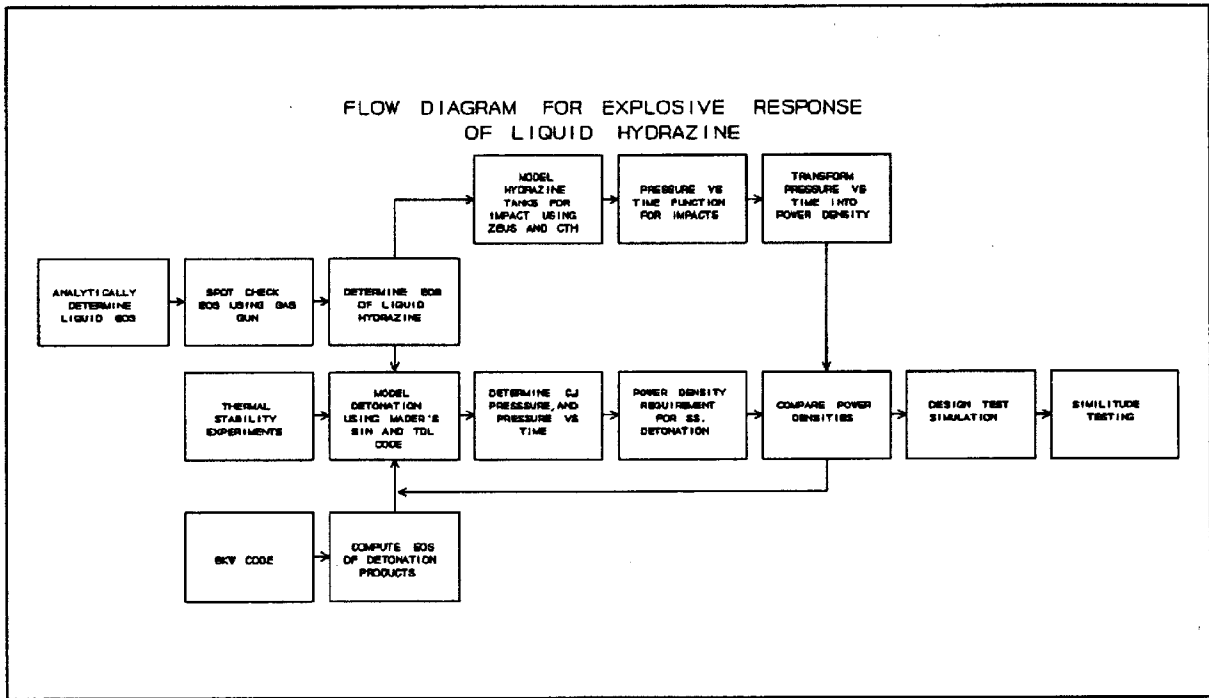 FLOW DIAGRAM FOR EXPLOSIVE RESPONSE
OF LIQUID HYDRAZINE
MODEL
HYDRAZINE
TANKS FOR
IMPACT USING
ZEUS AND CTH
PRESSURE VS
TIME FUNCTION
FOR IMPACTS
TRANSFORM
PRESSURE VS
TIME INTO
POWER DENSITY
ANALYTICALLY
DETERMINE
LIQUID EOS
SPOT CHECK
EOS USING GAS
GUN
DETERMINE EOS
OF LIQUID
HYDRAZINE
THERMAL
STABILITY
EXPERIMENTS
MODEL
DETONATION
USING MADER'S
SIN AND TDL
CODE
DETERMINE CJ
PRESSSURE, AND
PRESSURE VS
TIME
POWER DENSITY
REQUIREMENT
FOR SS.
DETONATION
COMPARE POWER
DENSITIES
DESIGN TEST
SIMULATION
SIMILITUDE
TESTING
BKW CODE
COMPUTE EOS
OF DETONATION
PRODUCTS